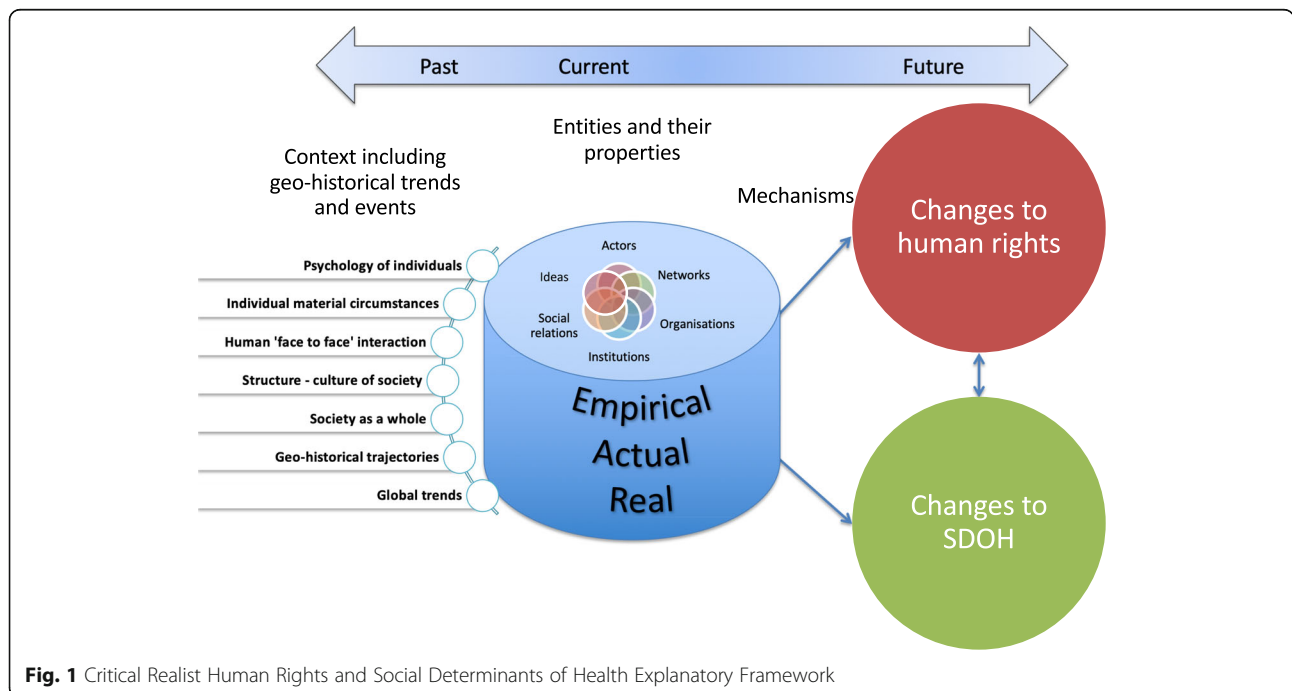 Past Current Future
Entities and their
properties
Context including
geo-historical trends
and events
Mechanisms
Psychology of individuals
Individual material circumstances
Human 'face to face' interaction
Structure - culture of society
Society as a whole
Geo-historical trajectories
Global trends
Actors
Ideas
Networks
Social
relations
Organisations
Institutions
Empirical
Actual
Real
Changes to
human rights
Changes to
SDOH
Fig. 1 Critical Realist Human Rights and Social Determinants of Health Explanatory Framework